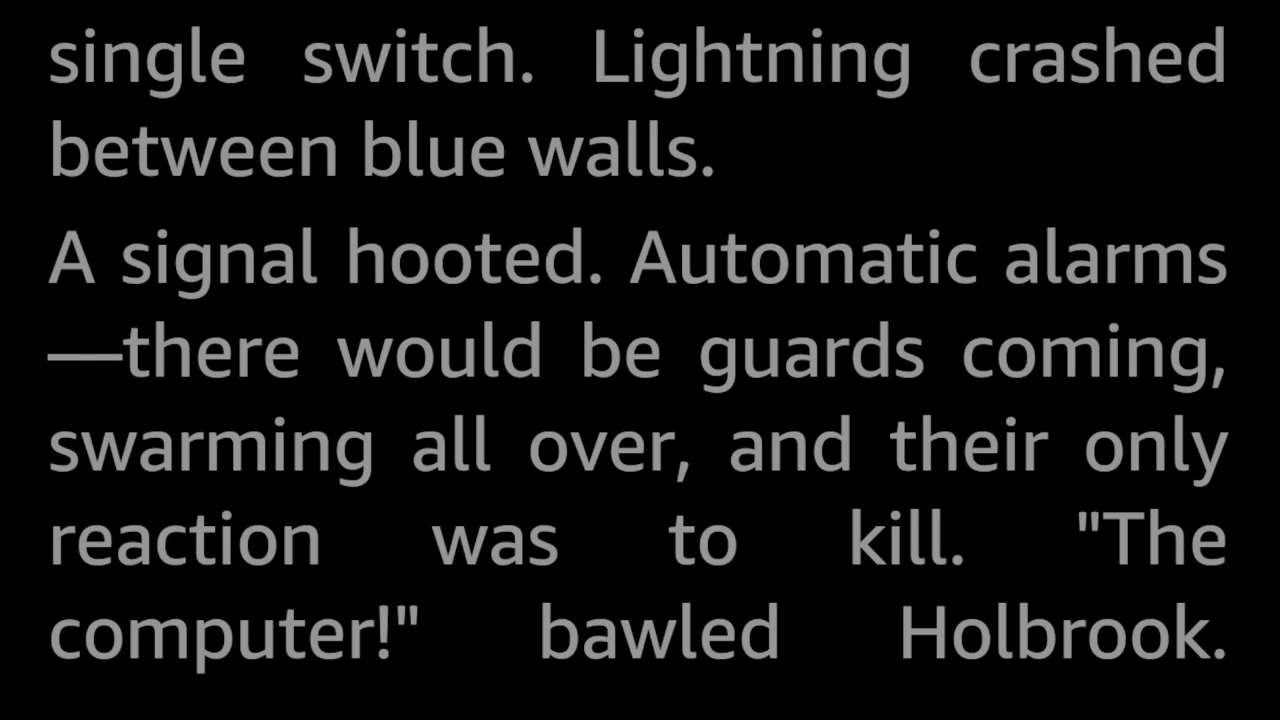 single switch. Lightning crashed
between blue walls.
A signal hooted. Automatic alarms
—there would be guards coming,
swarming all over, and their only
reaction was to kill. "The
computer!" bawled Holbrook.